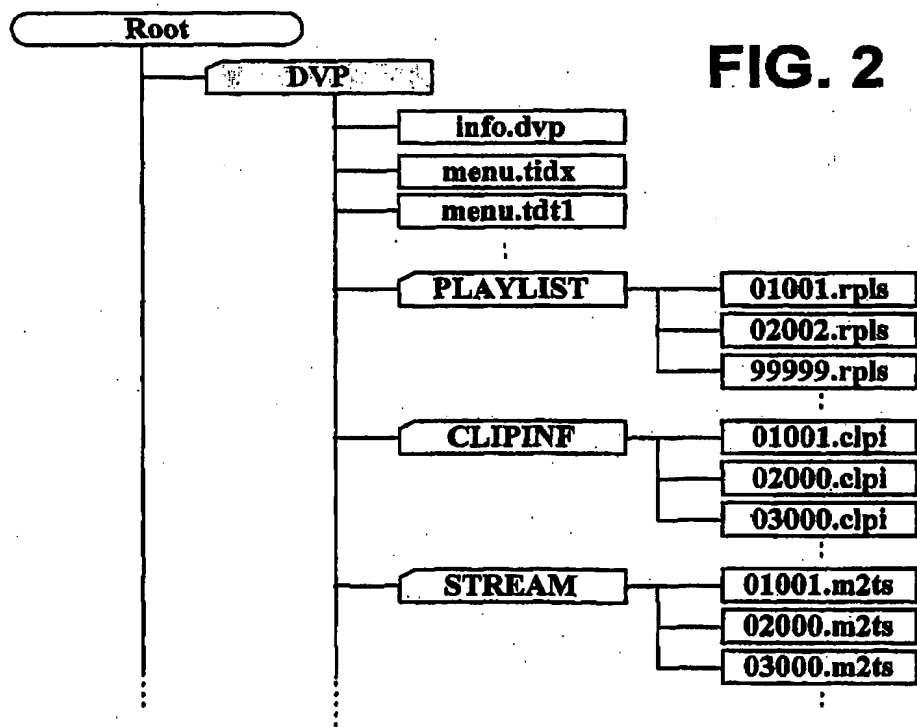 Root
FIG. 2
DVP
info.dvp
menu.tidx
menu.tdt1
PLAYLIST
01001.rpls
02002.rpls
99999.rpls
CLIPINF
01001.clpi
02000.clpi
03000.clpi
STREAM
01001.m2ts
02000.m2ts
03000.m2ts